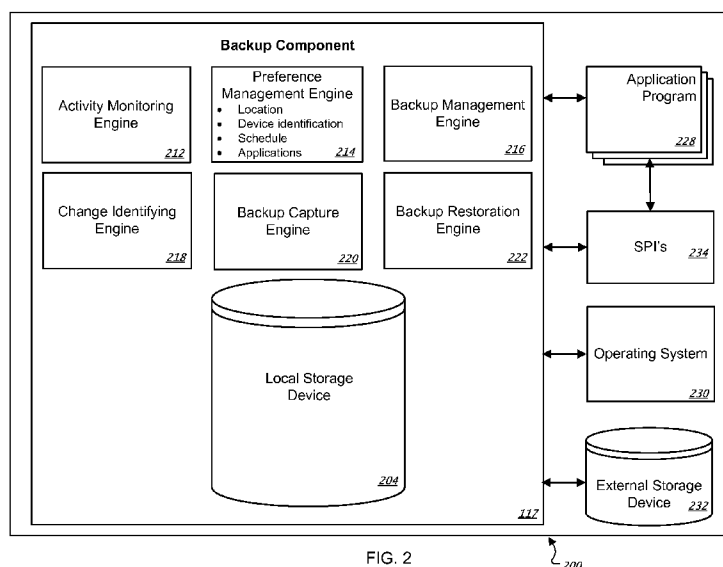 Backup Component
Activity Monitoring
Engine
212
Preference
Management Engine
• Location
• Device identification
• Schedule
• Applications
214
Backup Management
Engine
216
Application
Program
228
Change Identifying
Engine
218
Backup Capture
Engine
220
Backup Restoration
Engine
222
SPI's
234
Local Storage
Device
204
Operating System
230
External Storage
Device
232
117
FIG. 2
200